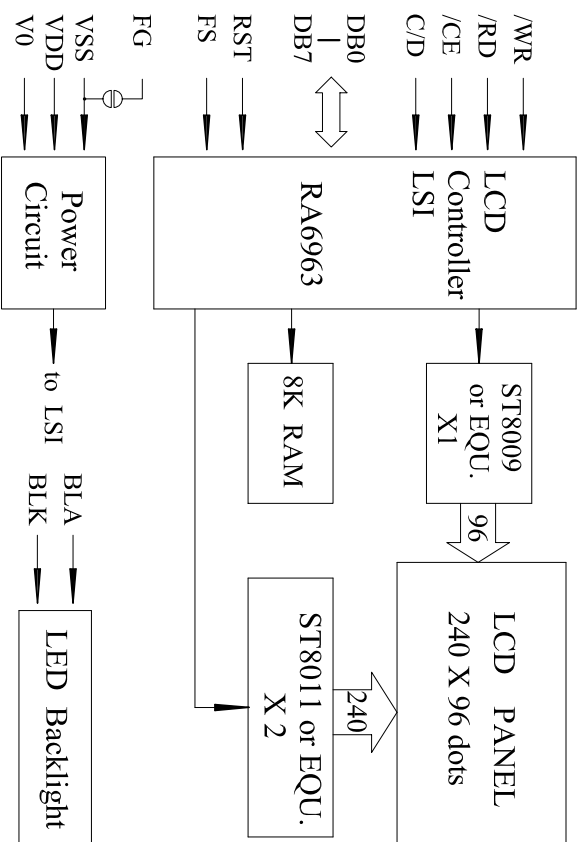 /WR
/RD
/CE
C/D
DB0
DB7
RST
FS
FG
VSS
VDD
V0
LCD
Controller
LSI
RA6963
ST8009
or EQU.
X1
96
LCD PANEL
240 X 96 dots
8K RAM
ST8011 or EQU.
X 2
240
Power
Circuit
to LSI
BLA
BLK
LED Backlight